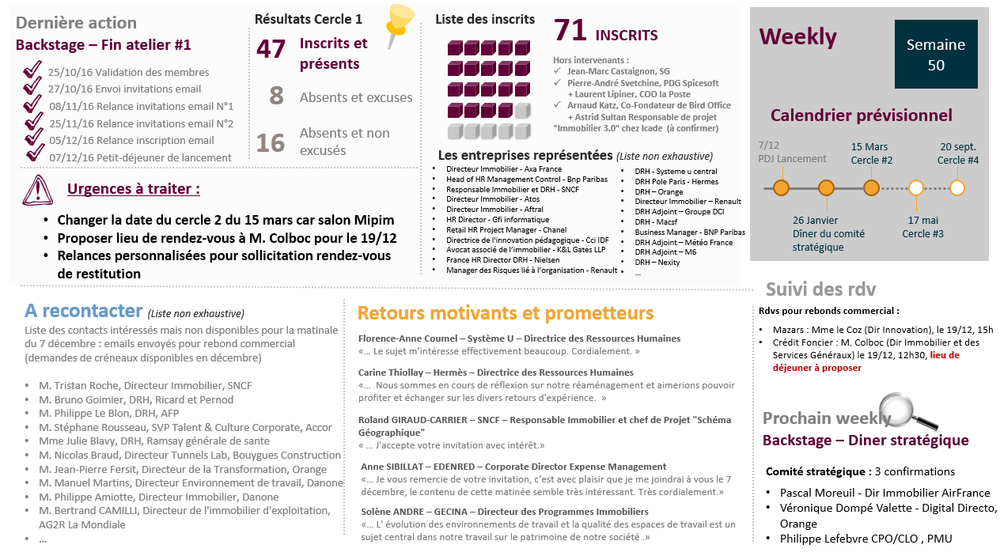 Dernière action
Backstage – Fin atelier #1
25/10/16 Validation des membres
27/10/16 Envoi invitations email
08/11/16 Relance invitations email N°1
25/11/16 Relance invitations email N°2
05/12/16 Relance inscription email
07/12/16 Petit-déjeuner de lancement
Résultats Cercle 1
47 Inscrits et
présents
8 Absents et excuses
16 Absents et non
excusés
Liste des inscrits
71 INSCRITS
Hors intervenants :
✓ Jean-Marc Castaignon, SG
✓ Pierre-André Svetchine, PDG Spicesoft
+ Laurent Lipiner, COO la Poste
✓ Arnaud Katz, Co-Fondateur de Bird Office
+ Astrid Sultan Responsable de projet
"Immobilier 3.0" chez Icade (à confirmer)
Les entreprises représentées (Liste non exhaustive)
• Directeur Immobilier - Axa France
• Head of HR Management Control - Bnp Paribas
• Responsable Immobilier et DRH - SNCF
• Directeur Immobilier - Atos
• Directeur Immobilier - Aftral
• HR Director - Gfi informatique
• Retail HR Project Manager - Chanel
• Directrice de l'innovation pédagogique - Cci IDF
• Avocat associé de l'immobilier - K&L Gates LLP
• France HR Director DRH - Nielsen
• Manager des Risques lié à l'organisation - Renault
• DRH - Systeme u central
• DRH Pole Paris - Hermes
• DRH – Orange
• Directeur Immobilier – Renault
• DRH Adjoint – Groupe DCI
• DRH - Macsf
• Business Manager - BNP Paribas
• DRH Adjoint – Météo France
• DRH Adjoint – M6
• DRH – Nexity
• …
Weekly
Semaine
50
Calendrier prévisionnel
7/12
PDJ Lancement
15 Mars
Cercle #2
20 sept.
Cercle #4
26 Janvier
Dîner du comité
stratégique
17 mai
Cercle #3
Urgences à traiter :
• Changer la date du cercle 2 du 15 mars car salon Mipim
• Proposer lieu de rendez-vous à M. Colboc pour le 19/12
• Relances personnalisées pour sollicitation rendez-vous
de restitution
A recontacter (Liste non exhaustive)
Liste des contacts intéressés mais non disponibles pour la matinale
du 7 décembre : emails envoyés pour rebond commercial
(demandes de créneaux disponibles en décembre)
• M. Tristan Roche, Directeur Immobilier, SNCF
• M. Bruno Goimier, DRH, Ricard et Pernod
• M. Philippe Le Blon, DRH, AFP
• M. Stéphane Rousseau, SVP Talent & Culture Corporate, Accor
• Mme Julie Blavy, DRH, Ramsay générale de sante
• M. Nicolas Braud, Directeur Tunnels Lab, Bouygues Construction
• M. Jean-Pierre Fersit, Directeur de la Transformation, Orange
• M. Manuel Martins, Directeur Environnement de travail, Danone
• M. Philippe Amiotte, Directeur Immobilier, Danone
• M. Bertrand CAMILLI, Directeur de l'immobilier d'exploitation,
AG2R La Mondiale
• …
Retours motivants et prometteurs
Florence-Anne Coumel – Système U – Directrice des Ressources Humaines
«… Le sujet m'intéresse effectivement beaucoup. Cordialement. »
Carine Thiollay – Hermès – Directrice des Ressources Humaines
«… Nous sommes en cours de réflexion sur notre réaménagement et aimerions pouvoir
profiter et échanger sur les divers retours d'expérience. »
Roland GIRAUD-CARRIER – SNCF – Responsable Immobilier et chef de Projet "Schéma
Géographique"
« … J'accepte votre invitation avec intérêt.»
Anne SIBILLAT – EDENRED – Corporate Director Expense Management
«… Je vous remercie de votre invitation, c'est avec plaisir que je me joindrai à vous le 7
décembre, le contenu de cette matinée semble très intéressant. Très cordialement.»
Solène ANDRE – GECINA – Directeur des Programmes Immobiliers
«… L' évolution des environnements de travail et la qualité des espaces de travail est un
sujet central dans notre travail sur le patrimoine de notre société .»
Suivi des rdv
Rdvs pour rebonds commercial :
• Mazars : Mme le Coz (Dir Innovation), le 19/12, 15h
• Crédit Foncier : M. Colboc (Dir Immobilier et des
Services Généraux) le 19/12, 12h30, lieu de
déjeuner à proposer
Prochain weekly
Backstage – Diner stratégique
Comité stratégique : 3 confirmations
• Pascal Moreuil - Dir Immobilier AirFrance
• Véronique Dompé Valette - Digital Directo,
Orange
• Philippe Lefebvre CPO/CLO , PMU